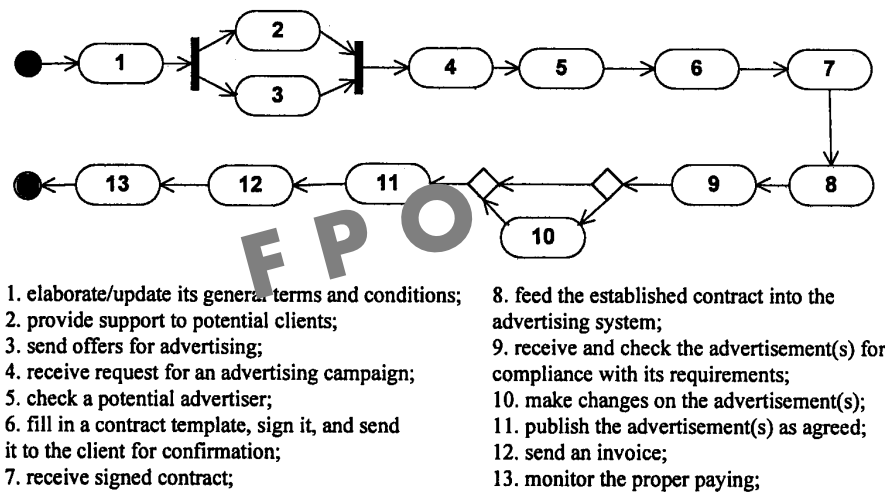 1
2
3
4
5
6
7
13
12
11
9
8
10
FPO
1. elaborate/update its general terms and conditions;
2. provide support to potential clients;
3. send offers for advertising;
4. receive request for an advertising campaign;
5. check a potential advertiser;
6. fill in a contract template, sign it, and send
it to the client for confirmation;
7. receive signed contract;
8. feed the established contract into the
advertising system;
9. receive and check the advertisement(s) for
compliance with its requirements;
10. make changes on the advertisement(s);
11. publish the advertisement(s) as agreed;
12. send an invoice;
13. monitor the proper paying;